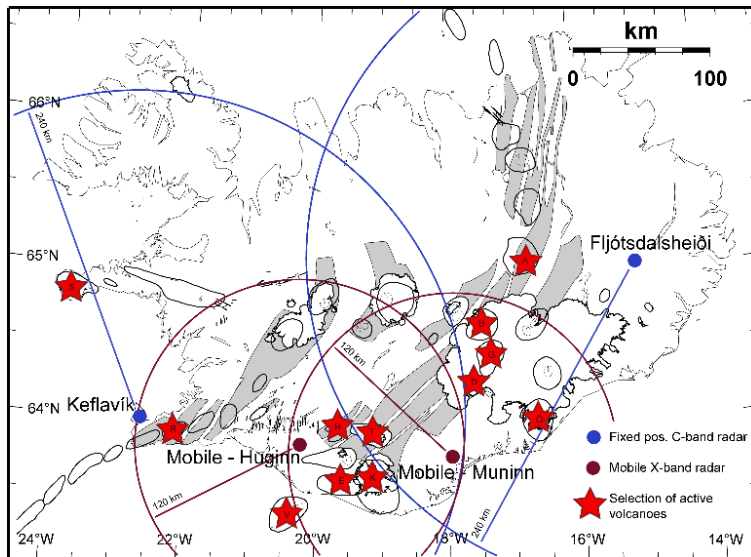 km
0 100
66°N
240 km
65°N
Fljótsdalsheiði
A
S
B
G
P
120 km
64°N
Keflavík
R
H
Ö
Fixed pos. C-band radar
Mobile - Huginn
Mobile - Muninn
Mobile X-band radar
E
K
120 km
Selection of active
volcanoes
V
240 km
24°W 22°W 20°W 18°W 16°W 14°W